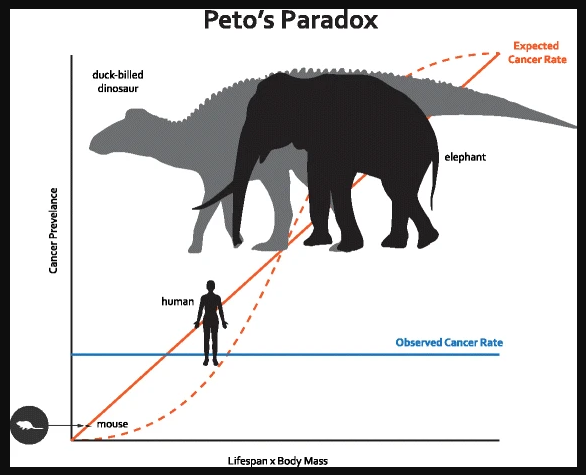 Peto's Paradox
Expected
Cancer Rate
duck-billed
dinosaur
elephant
Cancer Prevelance
human
Observed Cancer Rate
mouse
Lifespan x Body Mass